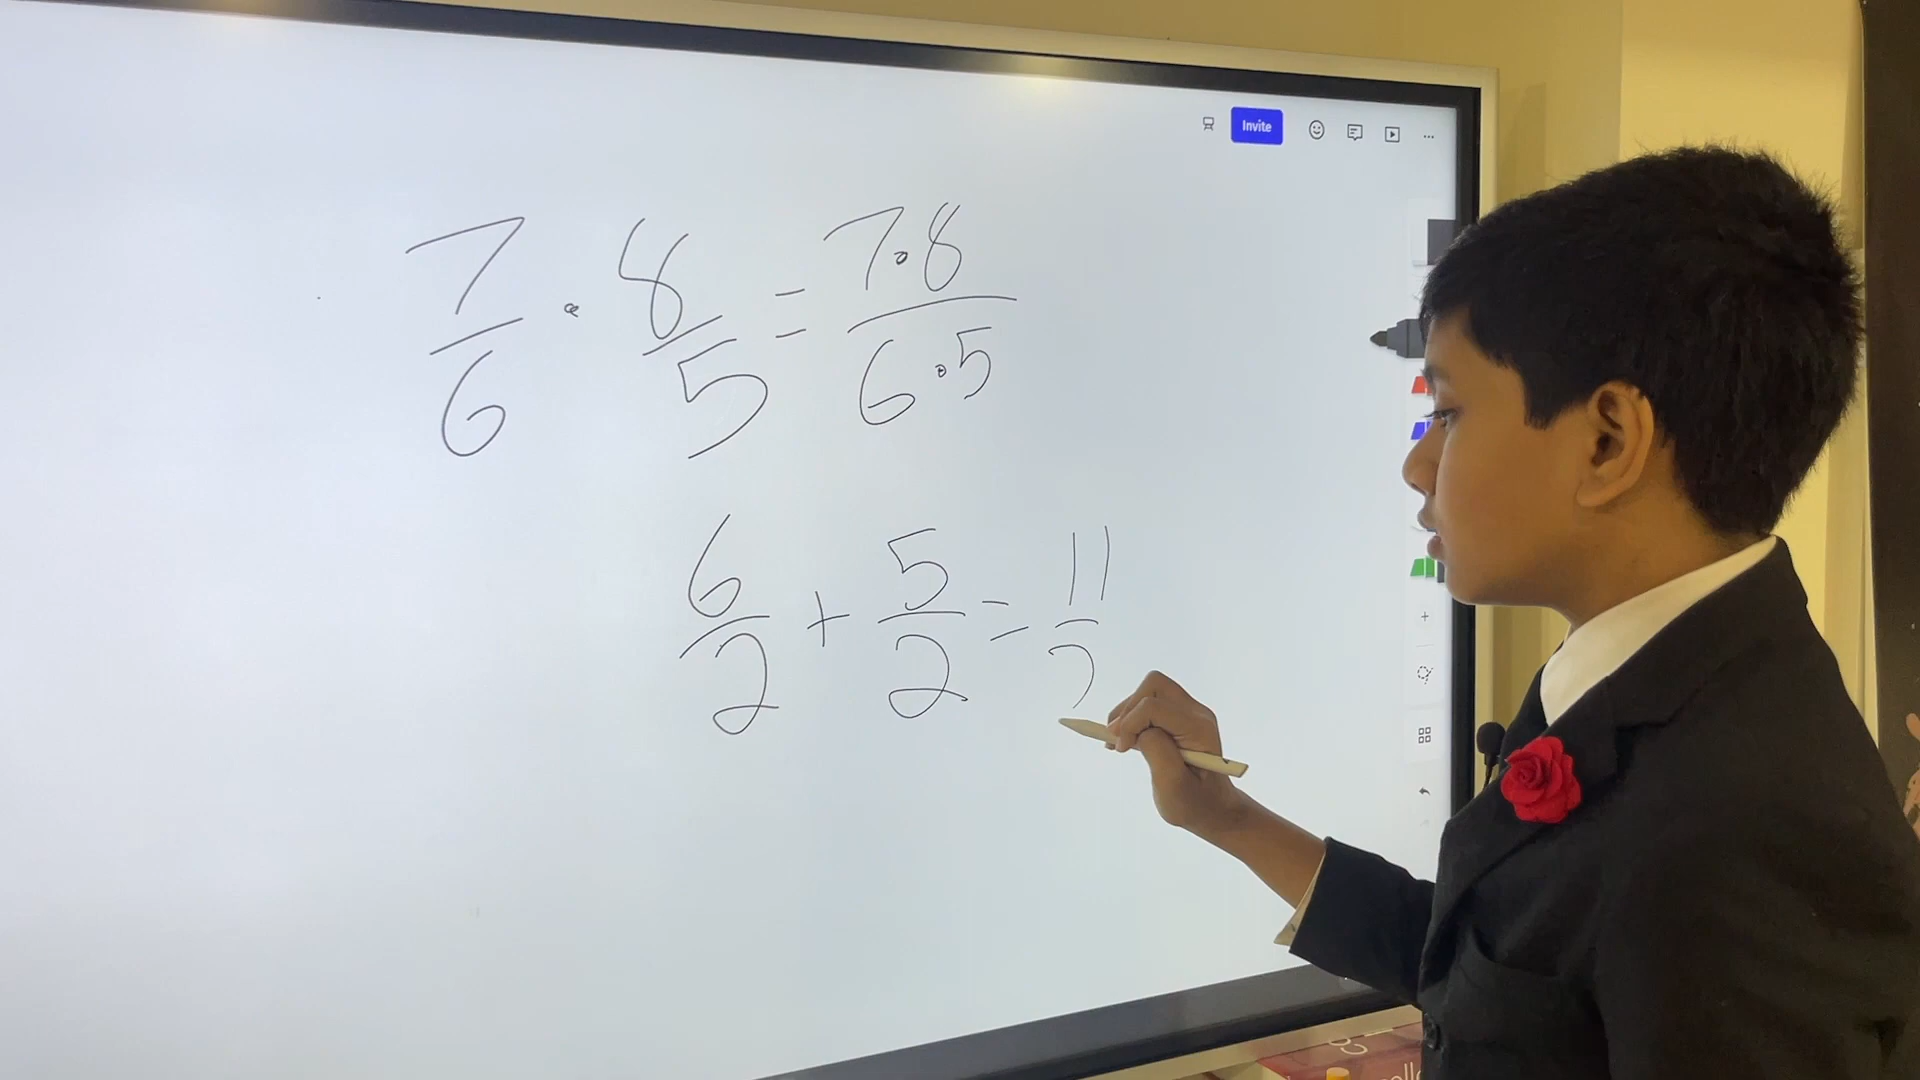 Invite
7/6 · 8/5 = 7·8/6·5
6/2 + 5/2 = 11/2